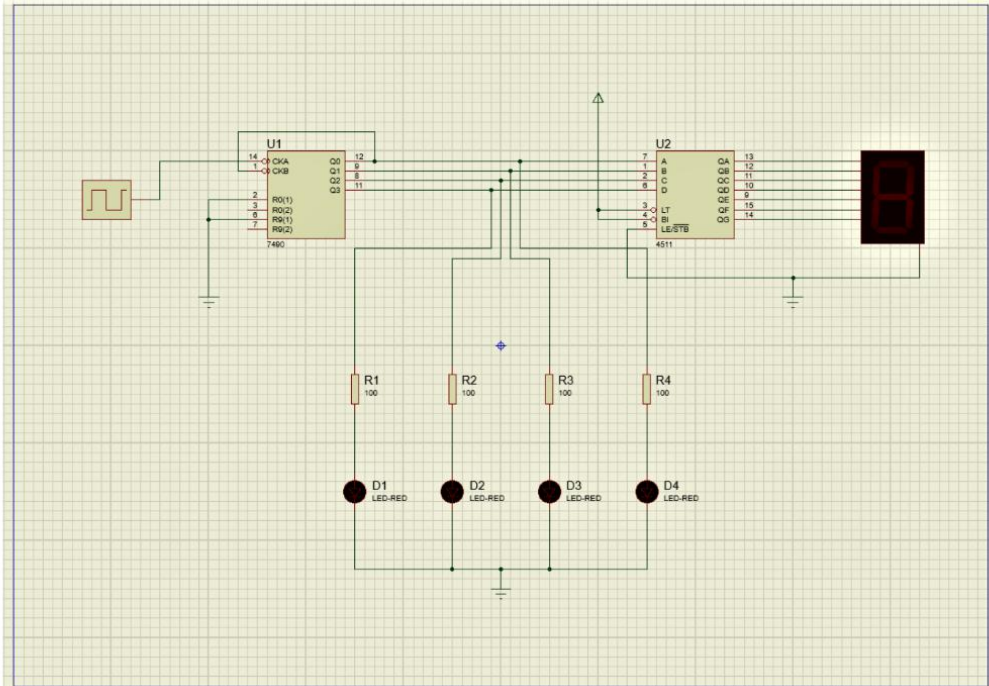 U1
14 CKA Q0 12
1 CKB Q1 9
Q2 8
Q3 11
2 R0(1)
3 R0(2)
6 R9(1)
7 R9(2)
7490
U2
7 A QA 13
1 B QB 12
2 C QC 11
6 D QD 10
QE 9
3 LT QF 15
4 BI QG 14
5 LE/STB
4511
R1
100
R2
100
R3
100
R4
100
D1
LED-RED
D2
LED-RED
D3
LED-RED
D4
LED-RED